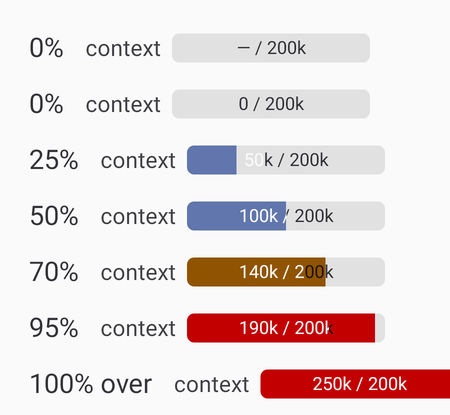 0% context — / 200k
0% context 0 / 200k
25% context 50k / 200k
50% context 100k / 200k
70% context 140k / 200k
95% context 190k / 200k
100% over context 250k / 200k